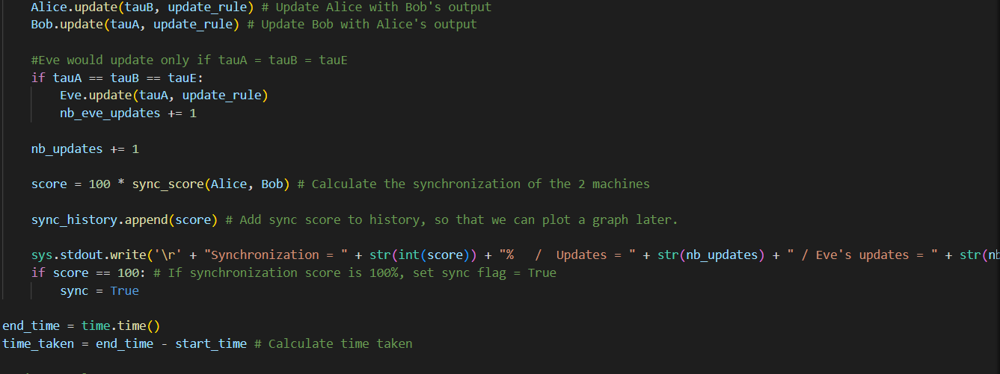 Alice.update(tauB, update_rule) # Update Alice with Bob's output
Bob.update(tauA, update_rule) # Update Bob with Alice's output
#Eve would update only if tauA = tauB = tauE
if tauA == tauB == tauE:
Eve.update(tauA, update_rule)
nb_eve_updates += 1
nb_updates += 1
score = 100 * sync_score(Alice, Bob) # Calculate the synchronization of the 2 machines
sync_history.append(score) # Add sync score to history, so that we can plot a graph later.
sys.stdout.write('\r' + "Synchronization = " + str(int(score)) + "%   /  Updates = " + str(nb_updates) + " / Eve's updates = " + str(
if score == 100: # If synchronization score is 100%, set sync flag = True
sync = True
end_time = time.time()
time_taken = end_time - start_time # Calculate time taken